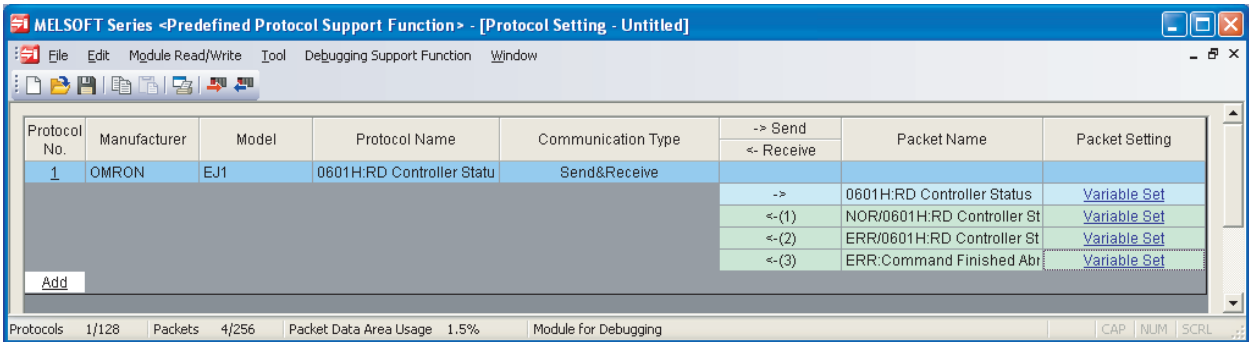 MELSOFT Series <Predefined Protocol Support Function> - [Protocol Setting - Untitled]
File Edit Module Read/Write Tool Debugging Support Function Window
Protocol No. Manufacturer Model Protocol Name Communication Type -> Send <- Receive Packet Name Packet Setting
1 OMRON EJ1 0601H:RD Controller Statu Send&Receive
-> 0601H:RD Controller Status Variable Set
<-(1) NOR/0601H:RD Controller St Variable Set
<-(2) ERR/0601H:RD Controller St Variable Set
<-(3) ERR:Command Finished Abr Variable Set
Add
Protocols 1/128 Packets 4/256 Packet Data Area Usage 1.5% Module for Debugging CAP NUM SCRL